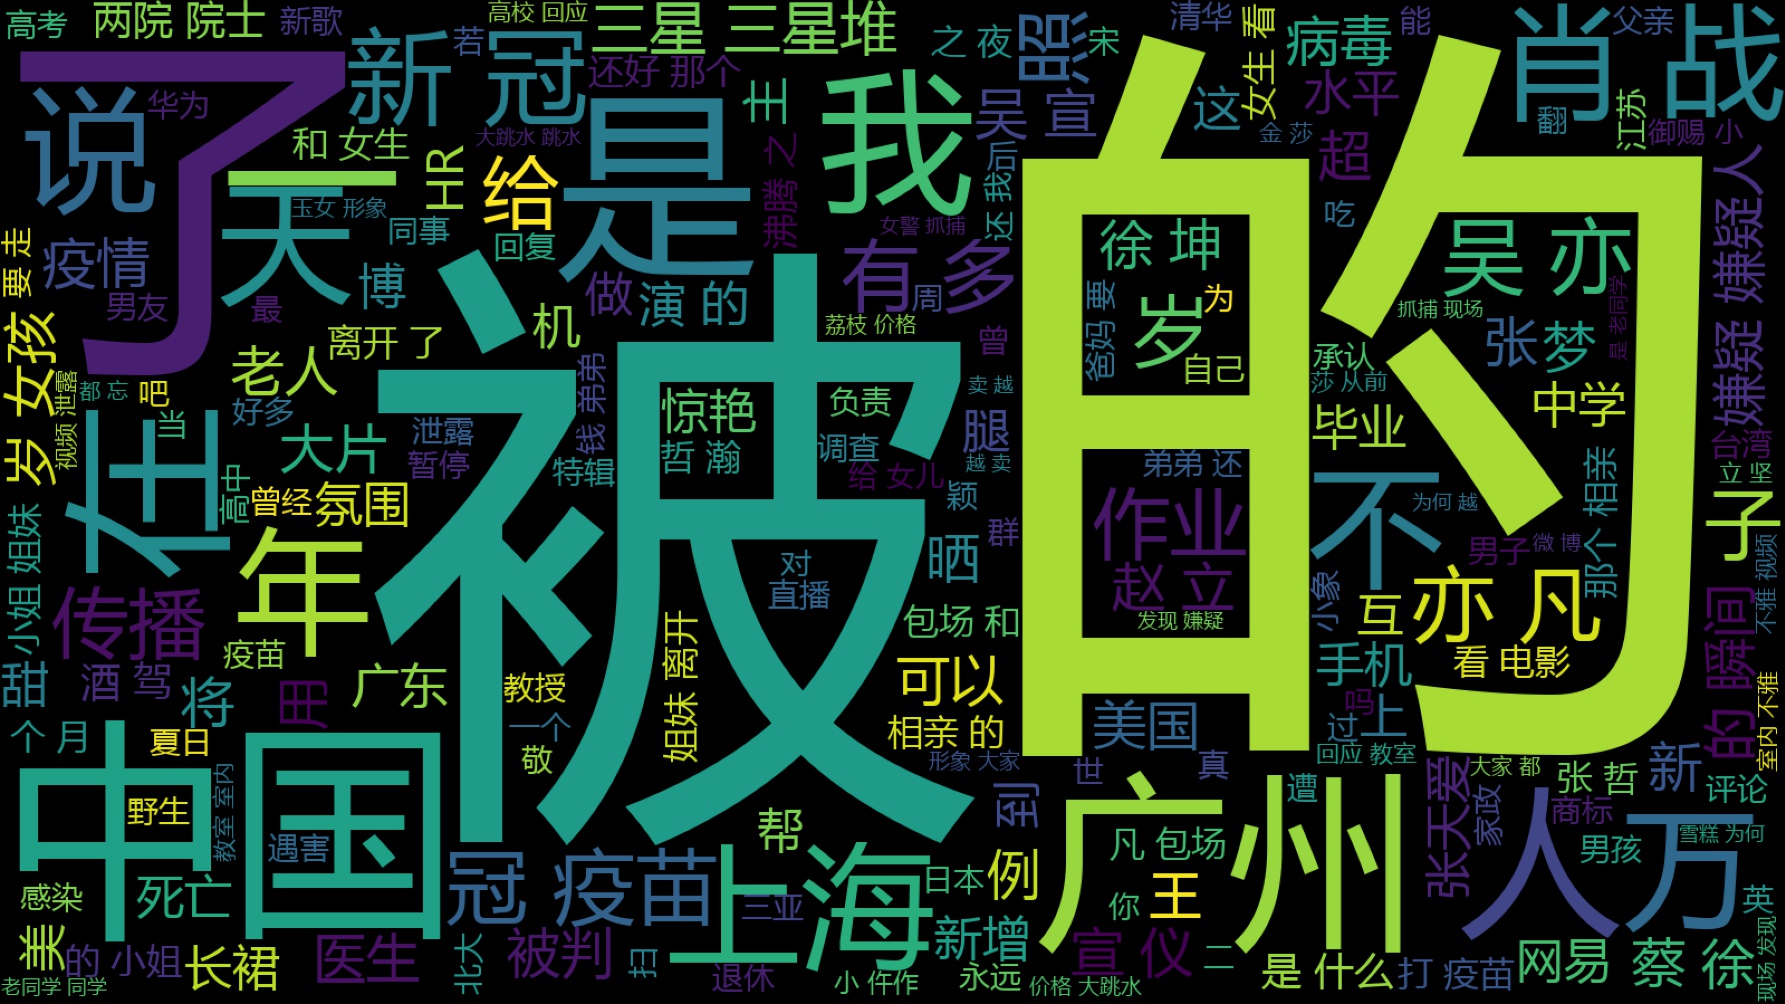 高考
两院 院士
新歌
高校 回应
若
三星 三星堆
之 夜
照
宋
清华
女生 看
病毒
能
肖 战
父亲
了
说
华为
新 冠
还好 那个
大跳水 跳水
主
我
吴 宣
这
水平
金 莎
翻
江苏
御赐 小
和 女生
HR
给
是
沸腾 之
后
还 我
超
的
嫌疑 嫌疑人
一
天
玉女 形象
同事
回复
女警 抓捕
吃
徐 坤
吴 亦
要 走
疫情
博
做
演 的
有 多
周
爸妈 要
岁
为
抓捕 现场
是 老同学
男友
最
机
荔枝 价格
曾
张
梦
离开 了
老人
自己
承认
莎 从前
岁 女孩
视频 泄露
都 忘
吧
好多
当
钱 弟弟
惊艳
负责
卖 越
腿
毕业
中学
台湾
在
大片
泄露
暂停
特辑
哲 瀚
调查
越 卖
给 女儿
弟弟 还
不
那个 相亲
立 坚
高中
曾经
氛围
颖
作业
为何 越
子
小姐 姐妹
年
被
群
晒
男子
微 博
不雅 视频
对
直播
赵 立
小象
互
亦 凡
的 瞬间
传播
疫苗
包场 和
发现 嫌疑
甜
酒 驾
将
用
广东
教授
姐妹 离开
可以
手机
看 电影
室内 不雅
个 月
夏日
一个
敬
相亲 的
美国
吗
过
上
中国
教室 室内
形象 大家
世
真
回应 教室
大家 都
张 哲
新
评论
野生
遇害
帮
到
广州
遭
张天爱
家政
人
商标
万
雪糕 为何
男孩
凡 包场
感染
死亡
冠 疫苗
上海
日本
例
你
王
英
美
的 小姐
长裙
医生
北大
被判
扫
三亚
退休
新增
宣 仪
二
是 什么
打 疫苗
网易
蔡 徐
现场 发现
老同学 同学
小 仵作
永远
价格 大跳水